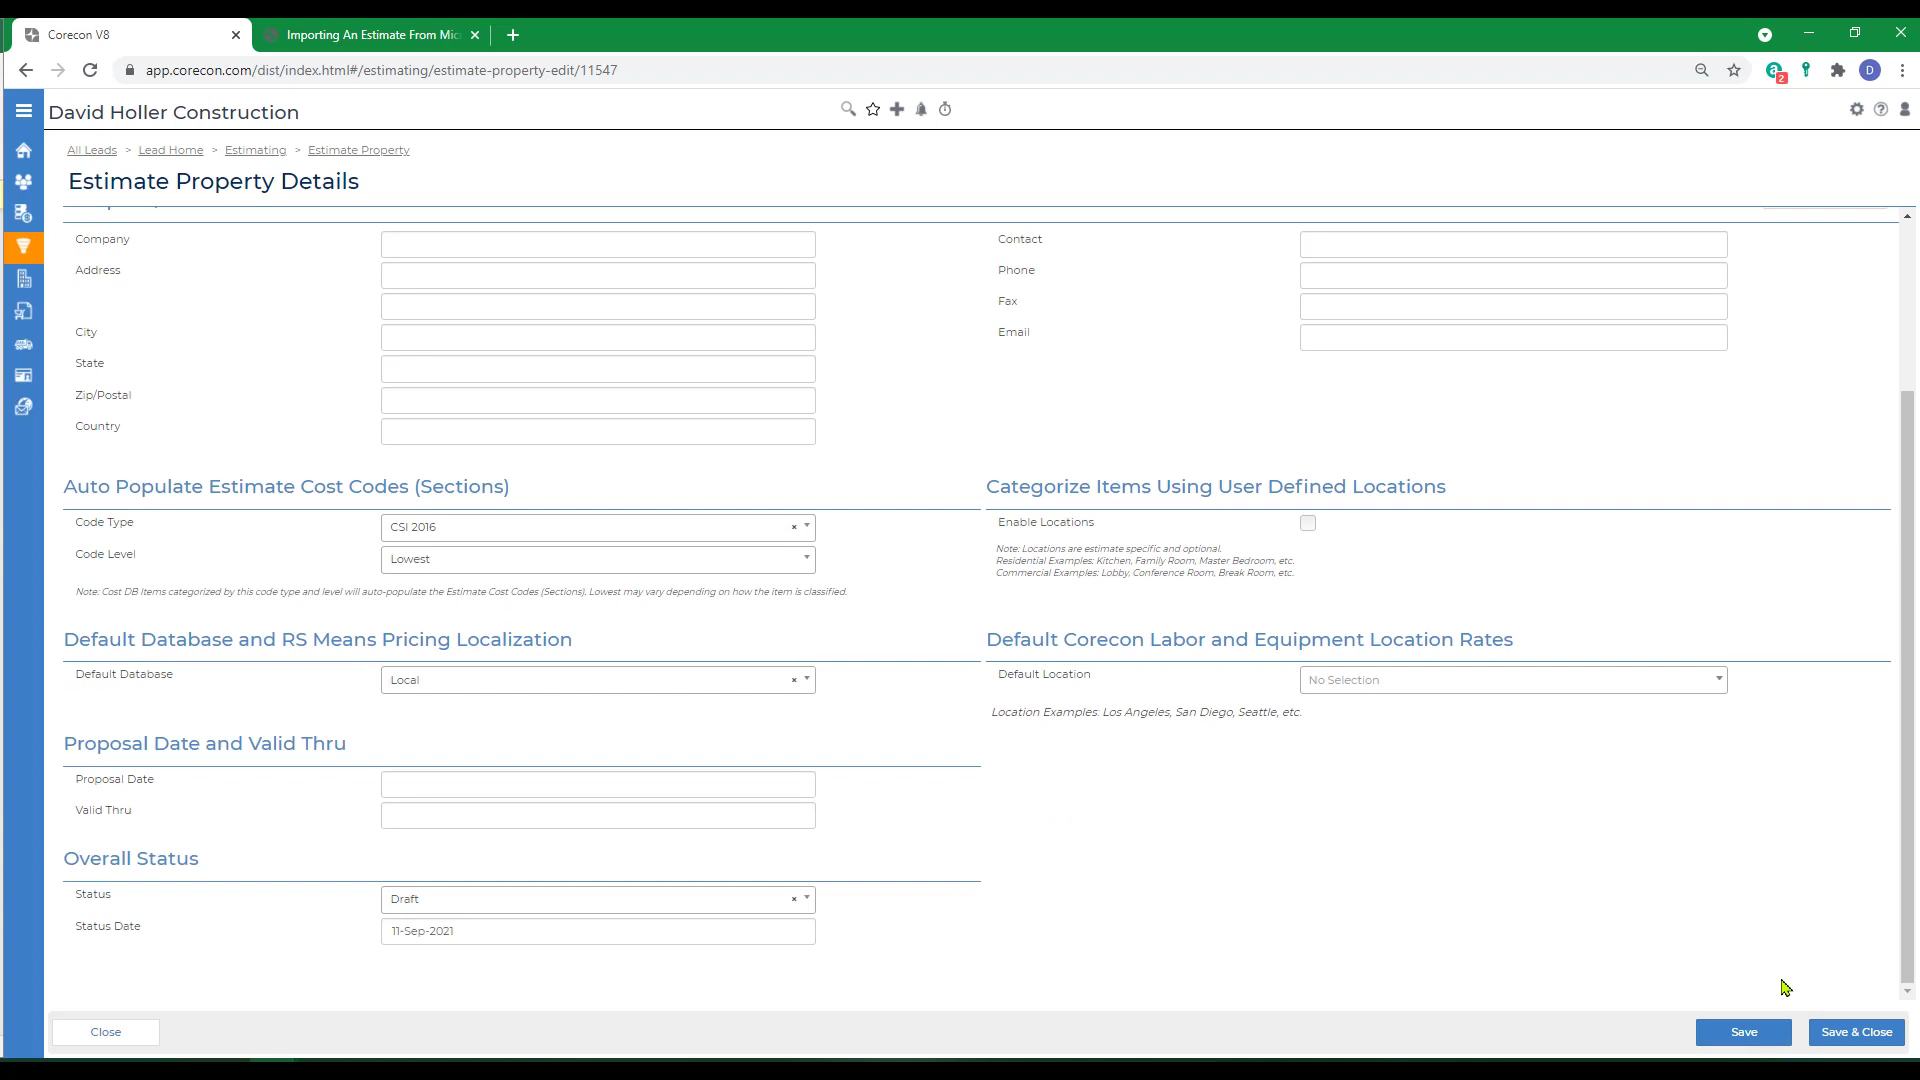 Corecon V8
Importing An Estimate From Mic
app.corecon.com/dist/index.html#/estimating/estimate-property-edit/11547
2
D
David Holler Construction
All Leads > Lead Home > Estimating > Estimate Property
Estimate Property Details
Company
Contact
Address
Phone
Fax
City
Email
State
Zip/Postal
Country
Auto Populate Estimate Cost Codes (Sections)
Categorize Items Using User Defined Locations
Code Type
CSI 2016
Enable Locations
Code Level
Lowest
Note: Locations are estimate specific and optional.
Residential Examples: Kitchen, Family Room, Master Bedroom, etc.
Commercial Examples: Lobby, Conference Room, Break Room, etc.
Note: Cost DB Items categorized by this code type and level will auto-populate the Estimate Cost Codes (Sections). Lowest may vary depending on how the item is classified.
Default Database and RS Means Pricing Localization
Default Corecon Labor and Equipment Location Rates
Default Database
Local
Default Location
No Selection
Location Examples: Los Angeles, San Diego, Seattle, etc.
Proposal Date and Valid Thru
Proposal Date
Valid Thru
Overall Status
Status
Draft
Status Date
11-Sep-2021
Close
Save
Save & Close